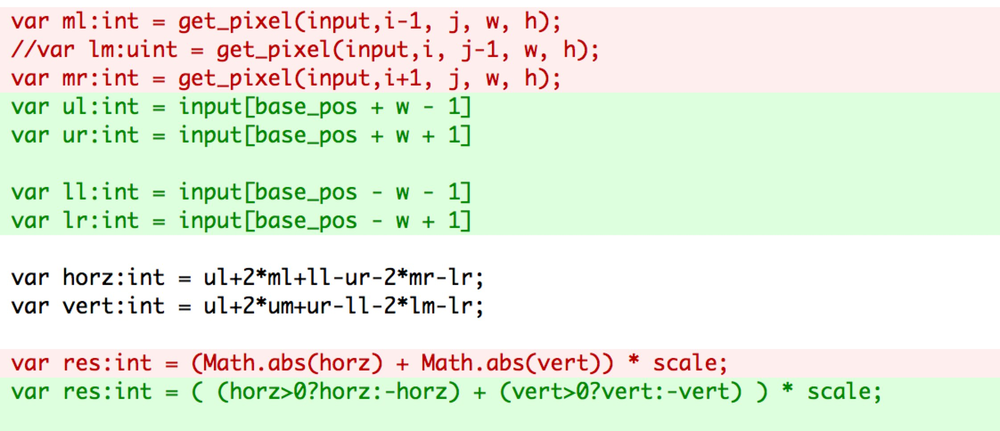 var ml:int = get_pixel(input,i-1, j, w, h);
//var lm:uint = get_pixel(input,i, j-1, w, h);
var mr:int = get_pixel(input,i+1, j, w, h);
var ul:int = input[base_pos + w - 1]
var ur:int = input[base_pos + w + 1]
var ll:int = input[base_pos - w - 1]
var lr:int = input[base_pos - w + 1]
var horz:int = ul+2*ml+ll-ur-2*mr-lr;
var vert:int = ul+2*um+ur-ll-2*lm-lr;
var res:int = (Math.abs(horz) + Math.abs(vert)) * scale;
var res:int = ( (horz>0?horz:-horz) + (vert>0?vert:-vert) ) * scale;